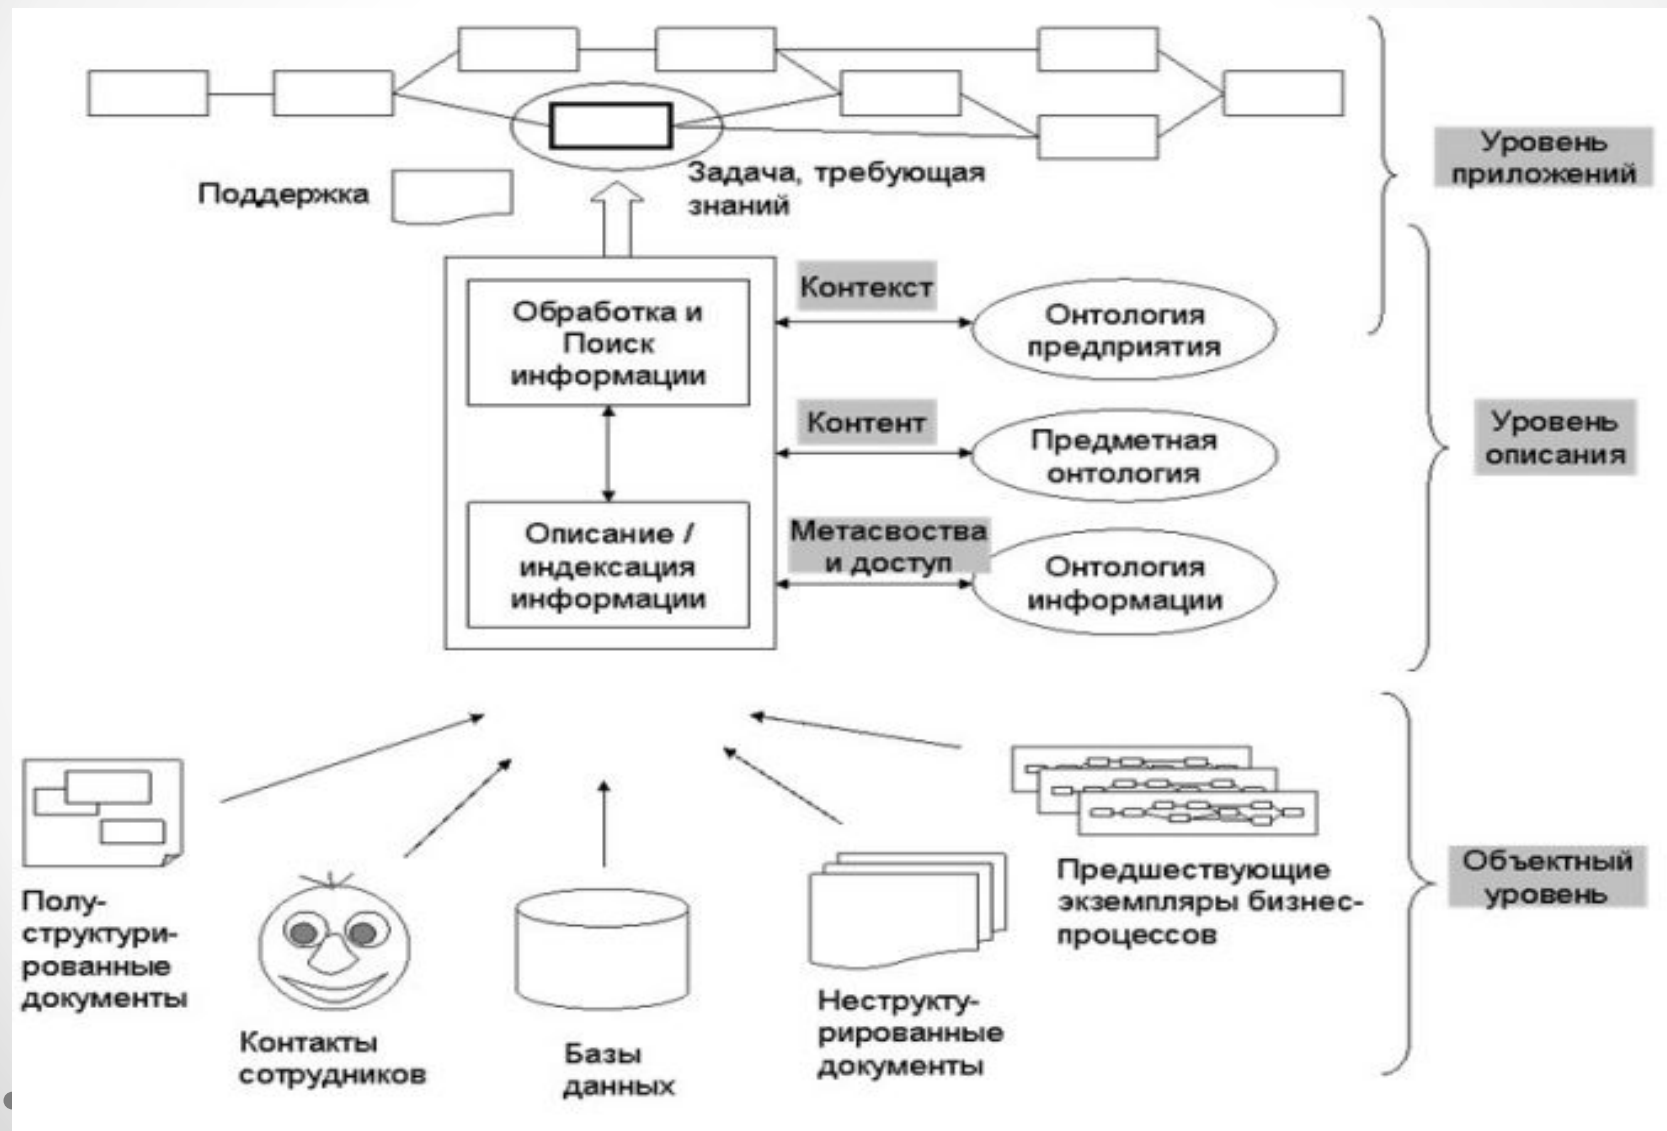 Уровень
приложений
Поддержка
Задача, требующая
знаний
Обработка и
Поиск
информации
Контекст
Онтология
предприятия
Контент
Предметная
онтология
Уровень
описания
Описание /
индексация
информации
Метасвоства
и доступ
Онтология
информации
Полу-
структури-
рованные
документы
Контакты
сотрудников
Базы
данных
Неструкту-
рированные
документы
Предшествующие
экземпляры бизнес-
процессов
Объектный
уровень